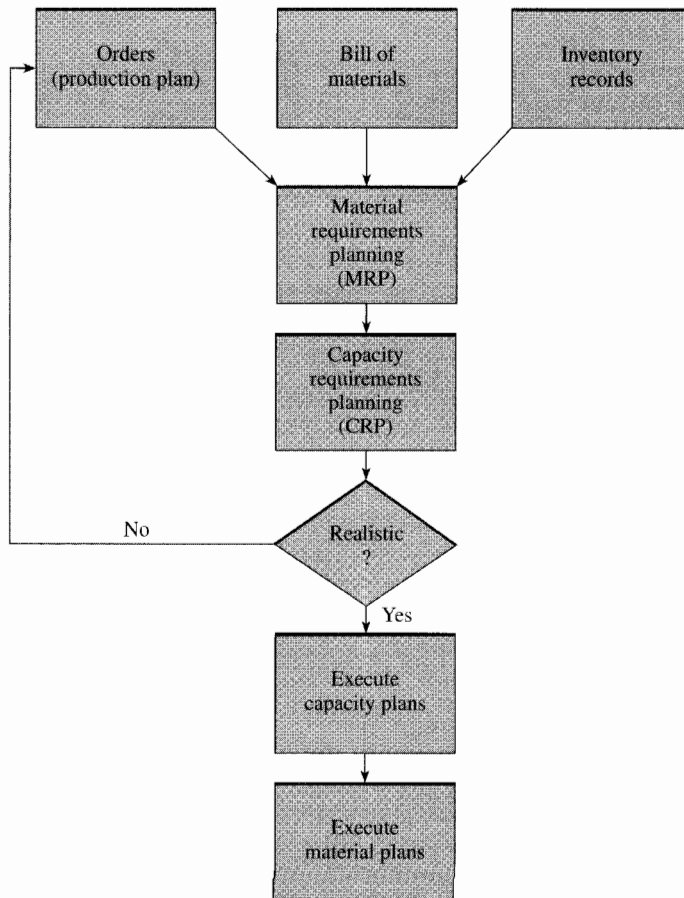 Orders
(production plan)
Bill of
materials
Inventory
records
Material
requirements
planning
(MRP)
Capacity
requirements
planning
(CRP)
Realistic
?
No
Yes
Execute
capacity plans
Execute
material plans